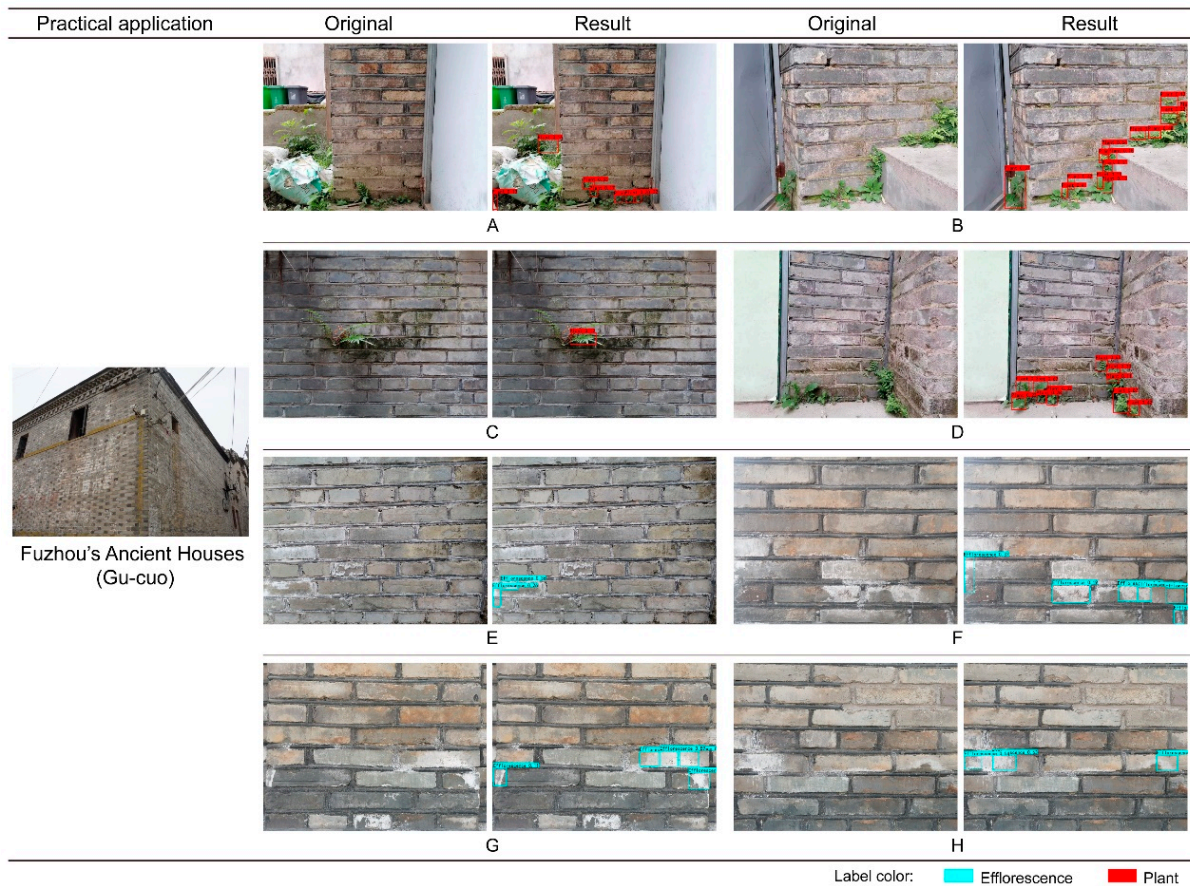 Practical application Original Result Original Result
A B
C D
Fuzhou's Ancient Houses
(Gu-cuo)
E F
G H
Label color: Efflorescence Plant